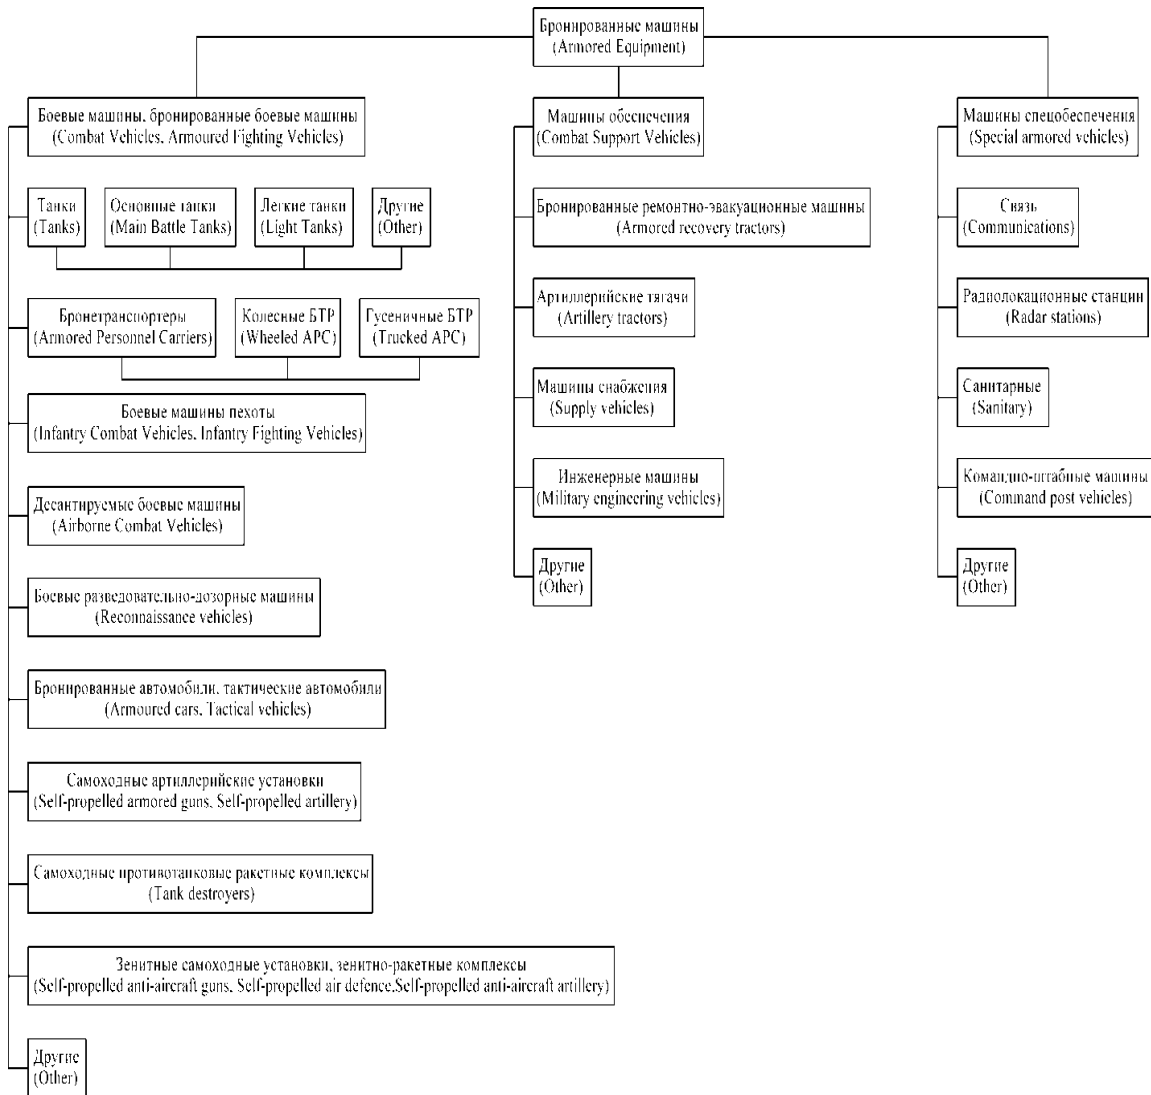 Бронированные машины
(Armored Equipment)
Боевые машины, бронированные боевые машины
(Combat Vehicles, Armoured Fighting Vehicles)
Танки
(Tanks)
Основные танки
(Main Battle Tanks)
Легкие танки
(Light Tanks)
Другие
(Other)
Бронетранспортеры
(Armored Personnel Carriers)
Колесные БТР
(Wheeled APC)
Гусеничные БТР
(Trucked APC)
Боевые машины пехоты
(Infantry Combat Vehicles, Infantry Fighting Vehicles)
Десантируемые боевые машины
(Airborne Combat Vehicles)
Боевые разведовательно-дозорные машины
(Reconnaissance vehicles)
Бронированные автомобили, тактические автомобили
(Armoured cars, Tactical vehicles)
Самоходные артиллерийские установки
(Self-propelled armored guns, Self-propelled artillery)
Самоходные противотанковые ракетные комплексы
(Tank destroyers)
Зенитные самоходные установки, зенитно-ракетные комплексы
(Self-propelled anti-aircraft guns, Self-propelled air defence,Self-propelled anti-aircraft artillery)
Другие
(Other)
Машины обеспечения
(Combat Support Vehicles)
Бронированные ремонтно-эвакуационные машины
(Armored recovery tractors)
Артиллерийские тягачи
(Artillery tractors)
Машины снабжения
(Supply vehicles)
Инженерные машины
(Military engineering vehicles)
Другие
(Other)
Машины спецобеспечения
(Special armored vehicles)
Связь
(Communications)
Радиолокационные станции
(Radar stations)
Санитарные
(Sanitary)
Командно-штабные машины
(Command post vehicles)
Другие
(Other)